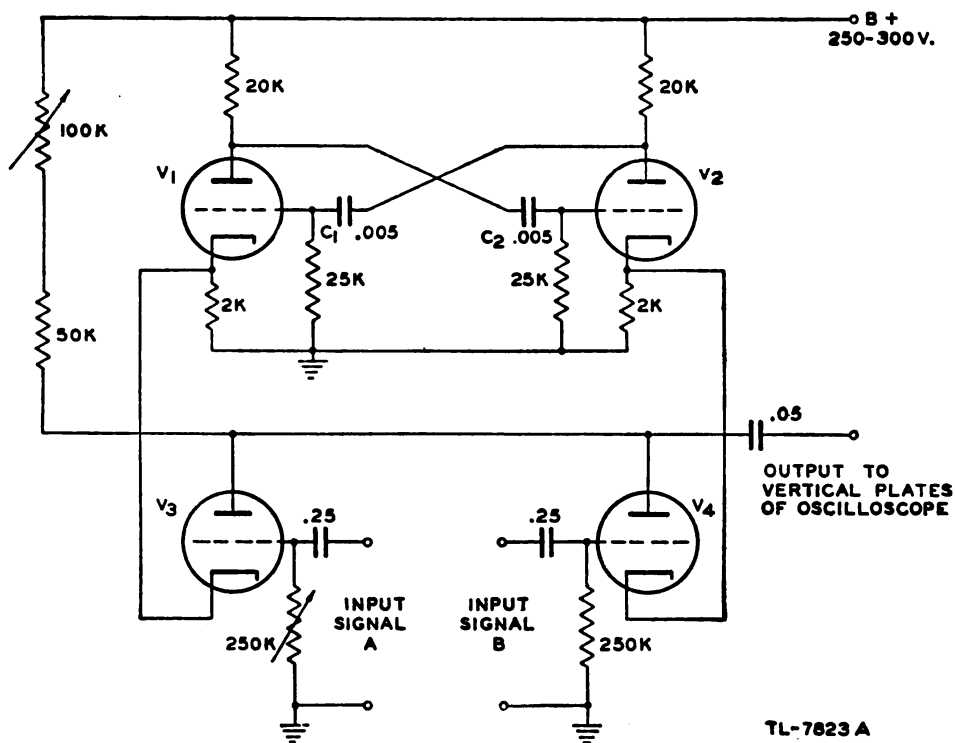 B +
250-300V.
20K
20K
100K
V1
V2
C1 .005
C2 .005
25K
25K
2K
2K
50K
.05
OUTPUT TO
VERTICAL PLATES
OF OSCILLOSCOPE
V3
.25
.25
V4
INPUT
SIGNAL
A
INPUT
SIGNAL
B
250K
250K
TL-7823 A